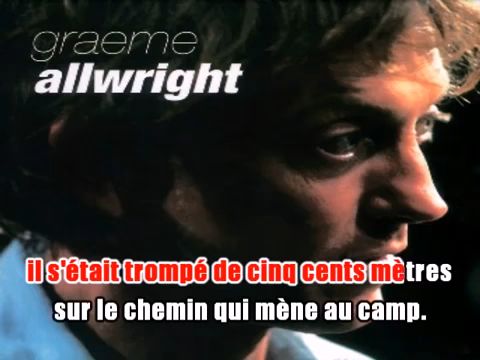 graeme
allwright
il s'était trompé de cinq cents mètres
sur le chemin qui mène au camp.